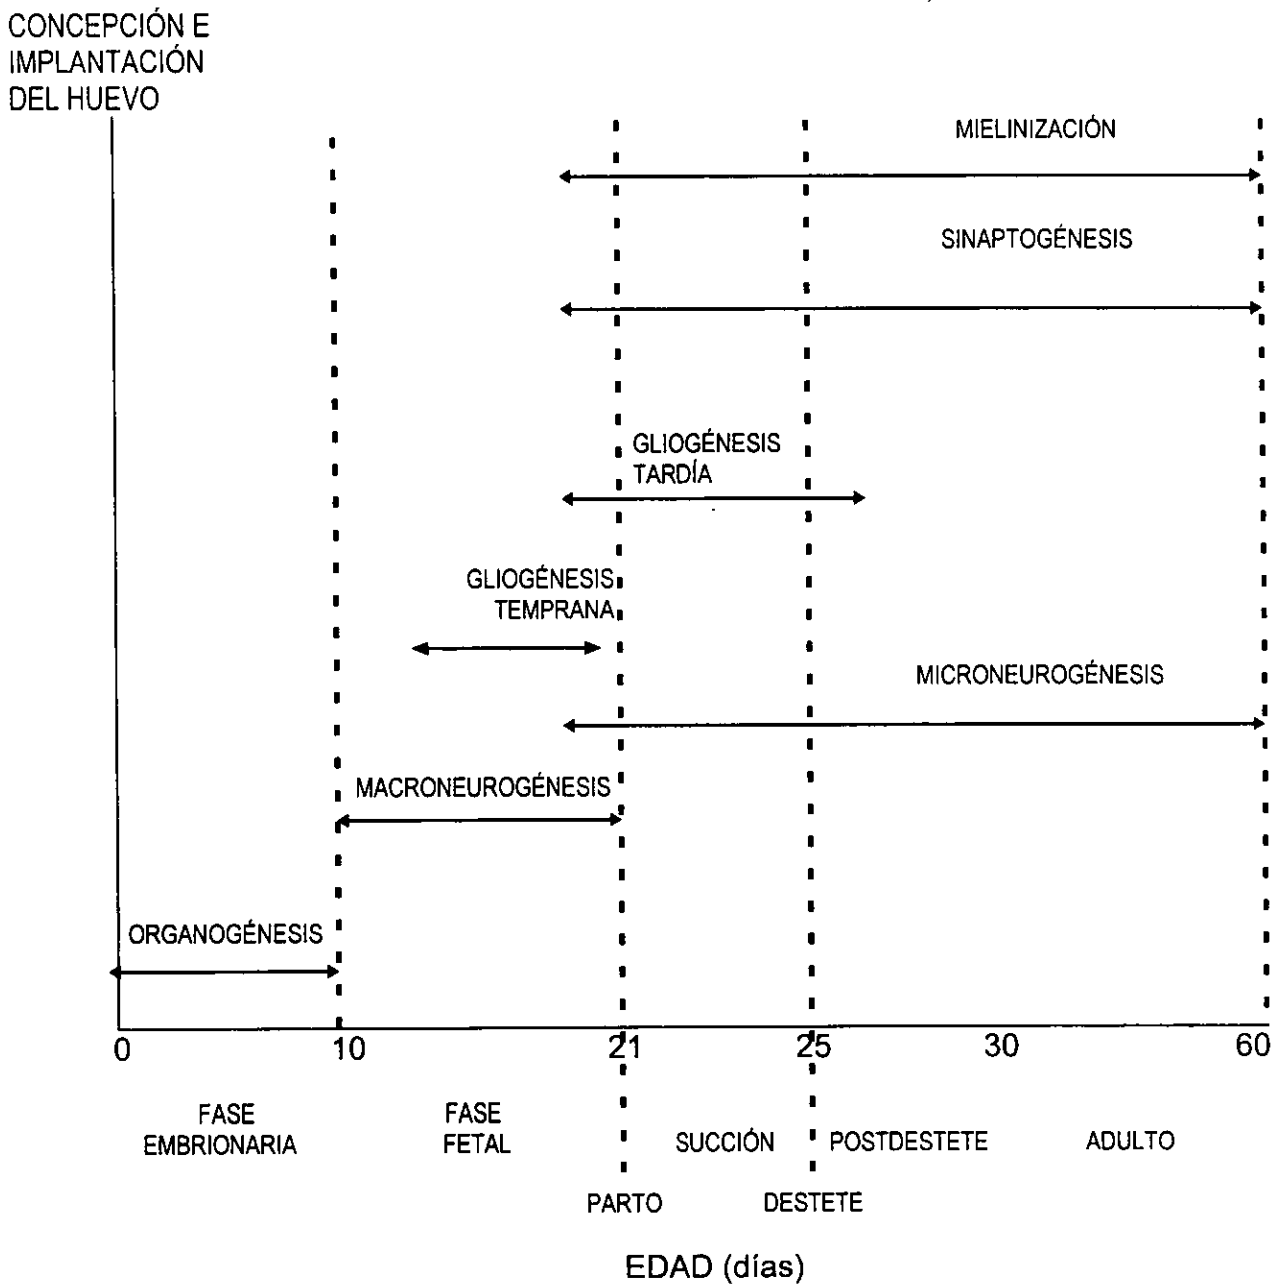 CONCEPCIÓN E
IMPLANTACIÓN
DEL HUEVO
MIELINIZACIÓN
SINAPTOGÉNESIS
GLIOGÉNESIS
TARDÍA
GLIOGÉNESIS
TEMPRANA
MICRONEUROGÉNESIS
MACRONEUROGÉNESIS
ORGANOGÉNESIS
0 10 21 25 30 60
FASE
EMBRIONARIA
FASE
FETAL
SUCCIÓN
POSTDESTETE
ADULTO
PARTO
DESTETE
EDAD (días)